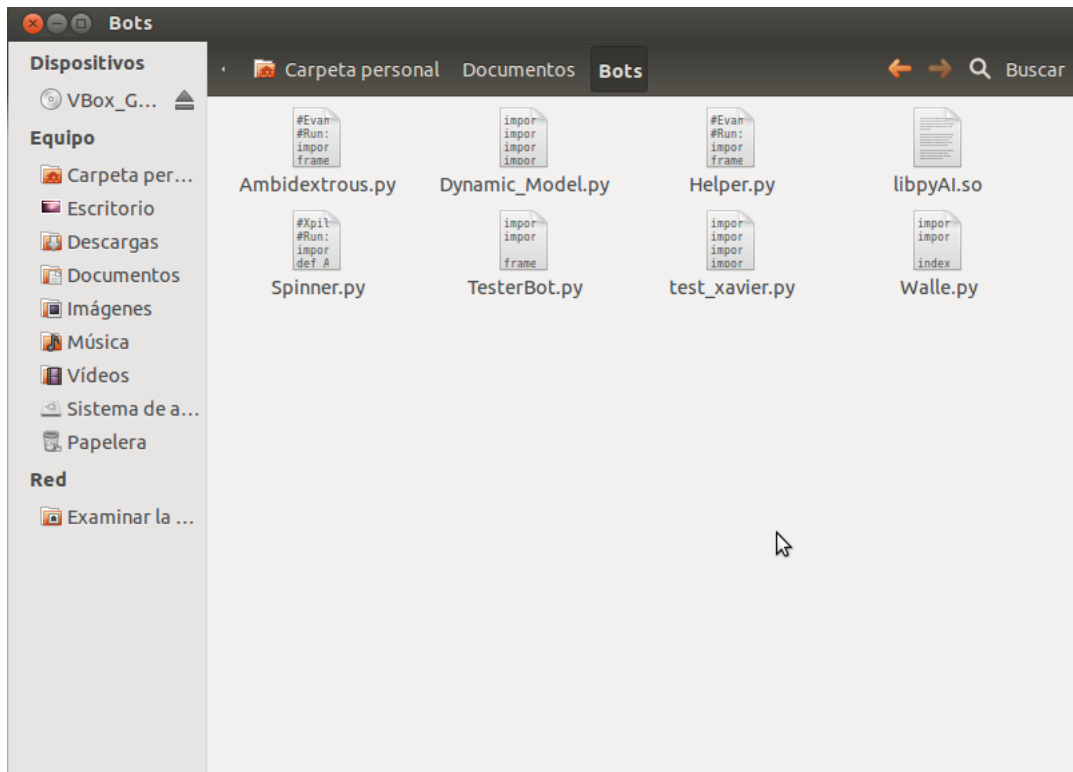 Bots
Dispositivos
VBox_G...
Equipo
Carpeta per...
Escritorio
Descargas
Documentos
Imágenes
Música
Vídeos
Sistema de a...
Papelera
Red
Examinar la ...
Carpeta personal Documentos Bots Buscar
#Evan
#Run:
impor
frame
Ambidextrous.py
impor
impor
impor
impor
Dynamic_Model.py
#Evan
#Run:
impor
frame
Helper.py
libpyAI.so
#Xpil
#Run:
impor
def A
Spinner.py
impor
impor
frame
TesterBot.py
impor
impor
impor
impor
test_xavier.py
impor
impor
index
Walle.py